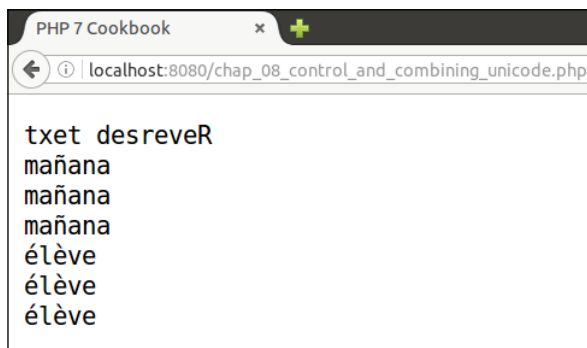 PHP 7 Cookbook
localhost:8080/chap_08_control_and_combining_unicode.php
txet desreveR
mañana
mañana
mañana
élève
élève
élève